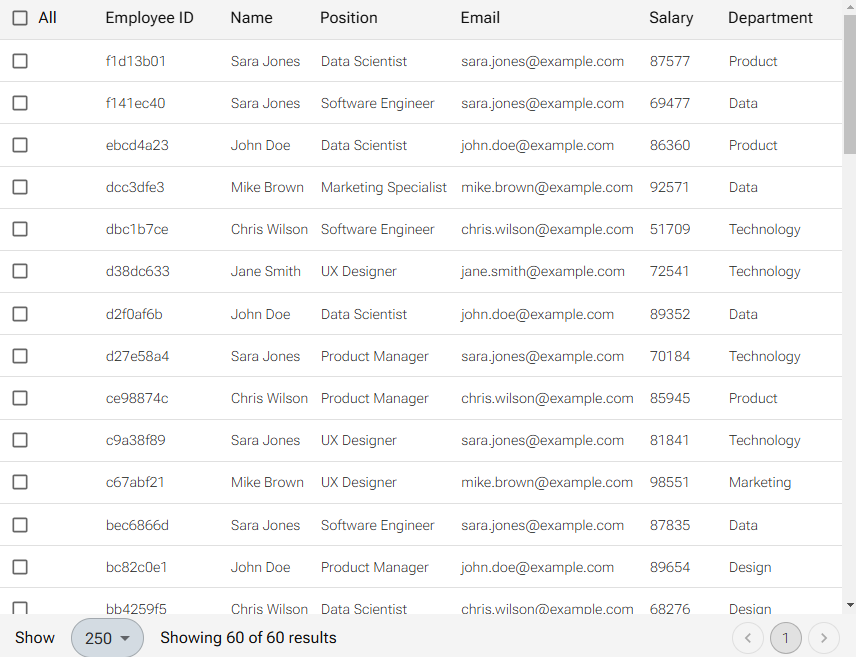 All Employee ID Name Position Email Salary Department
f1d13b01 Sara Jones Data Scientist sara.jones@example.com 87577 Product
f141ec40 Sara Jones Software Engineer sara.jones@example.com 69477 Data
ebcd4a23 John Doe Data Scientist john.doe@example.com 86360 Product
dcc3dfe3 Mike Brown Marketing Specialist mike.brown@example.com 92571 Data
dbc1b7ce Chris Wilson Software Engineer chris.wilson@example.com 51709 Technology
d38dc633 Jane Smith UX Designer jane.smith@example.com 72541 Technology
d2f0af6b John Doe Data Scientist john.doe@example.com 89352 Data
d27e58a4 Sara Jones Product Manager sara.jones@example.com 70184 Technology
ce98874c Chris Wilson Product Manager chris.wilson@example.com 85945 Product
c9a38f89 Sara Jones UX Designer sara.jones@example.com 81841 Technology
c67abf21 Mike Brown UX Designer mike.brown@example.com 98551 Marketing
bec6866d Sara Jones Software Engineer sara.jones@example.com 87835 Data
bc82c0e1 John Doe Product Manager john.doe@example.com 89654 Design
bb4259f5 Chris Wilson Data Scientist chris.wilson@example.com 68276 Design
Show 250 Showing 60 of 60 results 1